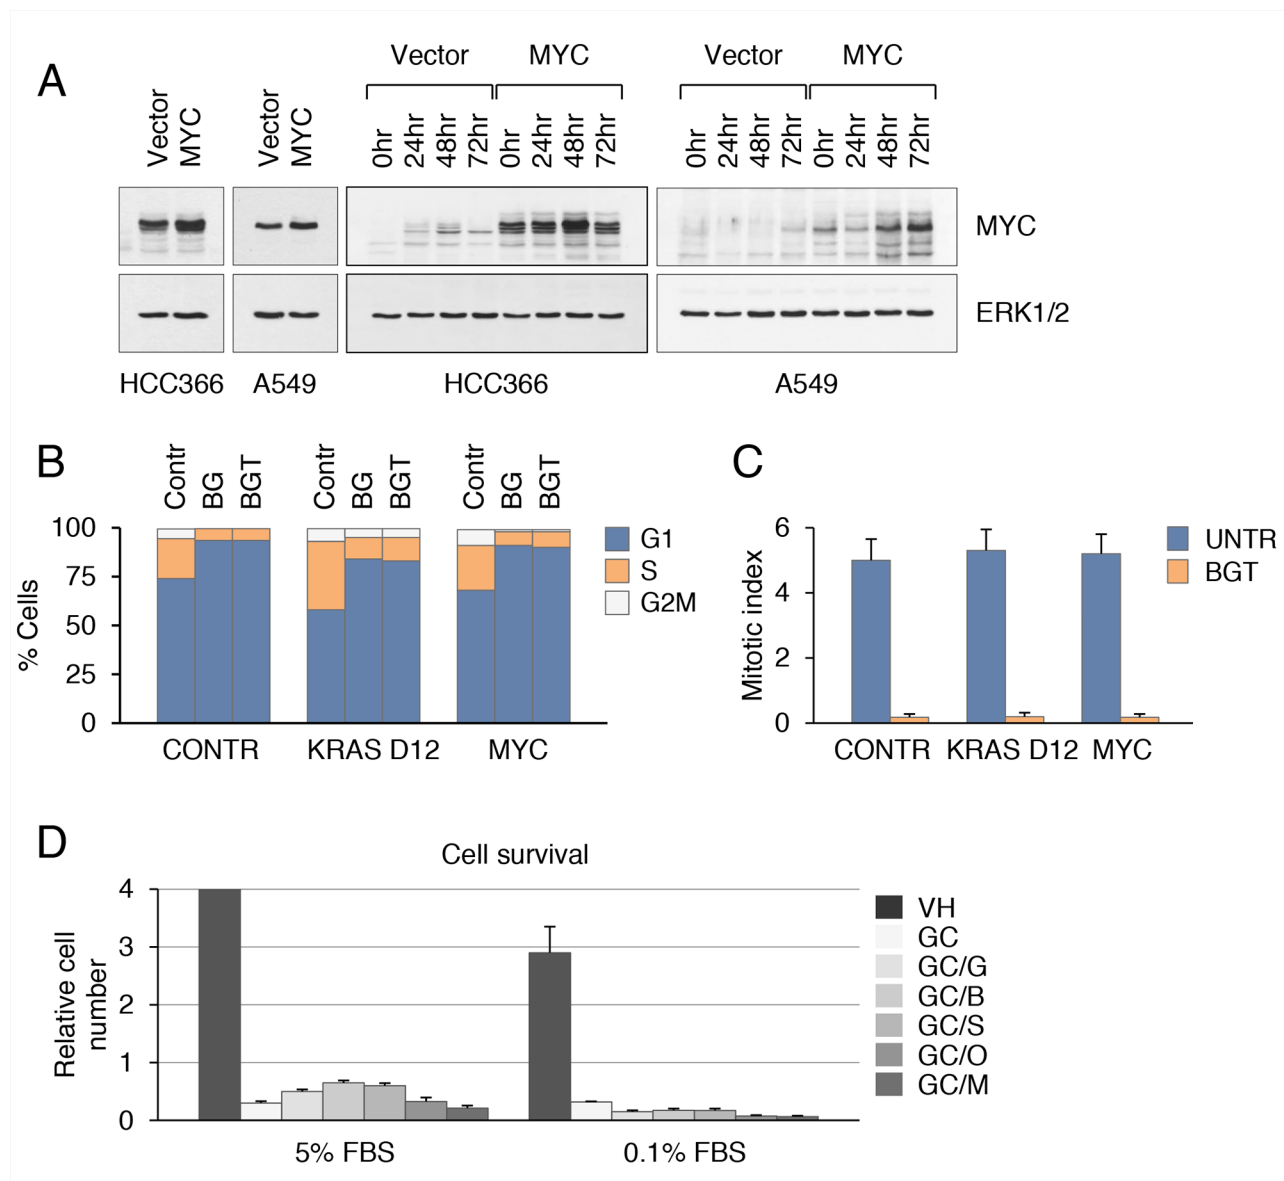 A
Vector MYC Vector MYC
Vector MYC Vector MYC
0hr 24hr 48hr 72hr 0hr 24hr 48hr 72hr 0hr 24hr 48hr 72hr 0hr 24hr 48hr 72hr
MYC
ERK1/2
HCC366 A549 HCC366 A549
B
Contr BG BGT Contr BG BGT Contr BG BGT
% Cells
100
75
50
25
0
CONTR KRAS D12 MYC
G1
S
G2M
C
Mitotic index
6
4
2
0
CONTR KRAS D12 MYC
UNTR
BGT
D
Cell survival
Relative cell
number
4
3
2
1
0
5% FBS 0.1% FBS
VH
GC
GC/G
GC/B
GC/S
GC/O
GC/M